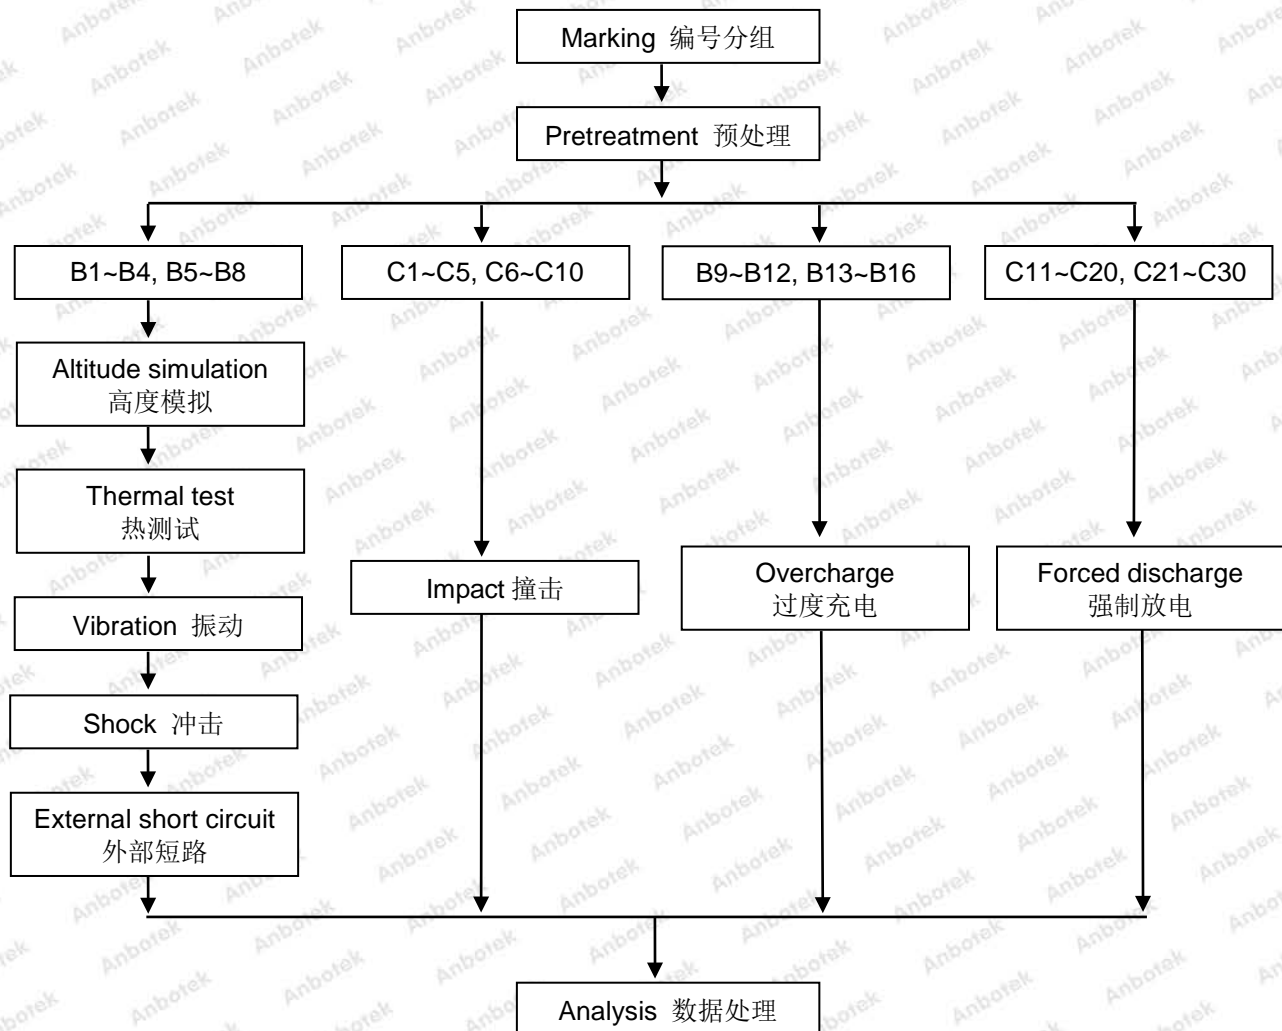 Marking 编号分组
Pretreatment 预处理
B1~B4, B5~B8
C1~C5, C6~C10
B9~B12, B13~B16
C11~C20, C21~C30
Altitude simulation
高度模拟
Thermal test
热测试
Vibration 振动
Shock 冲击
External short circuit
外部短路
Impact 撞击
Overcharge
过度充电
Forced discharge
强制放电
Analysis 数据处理
Anbotek